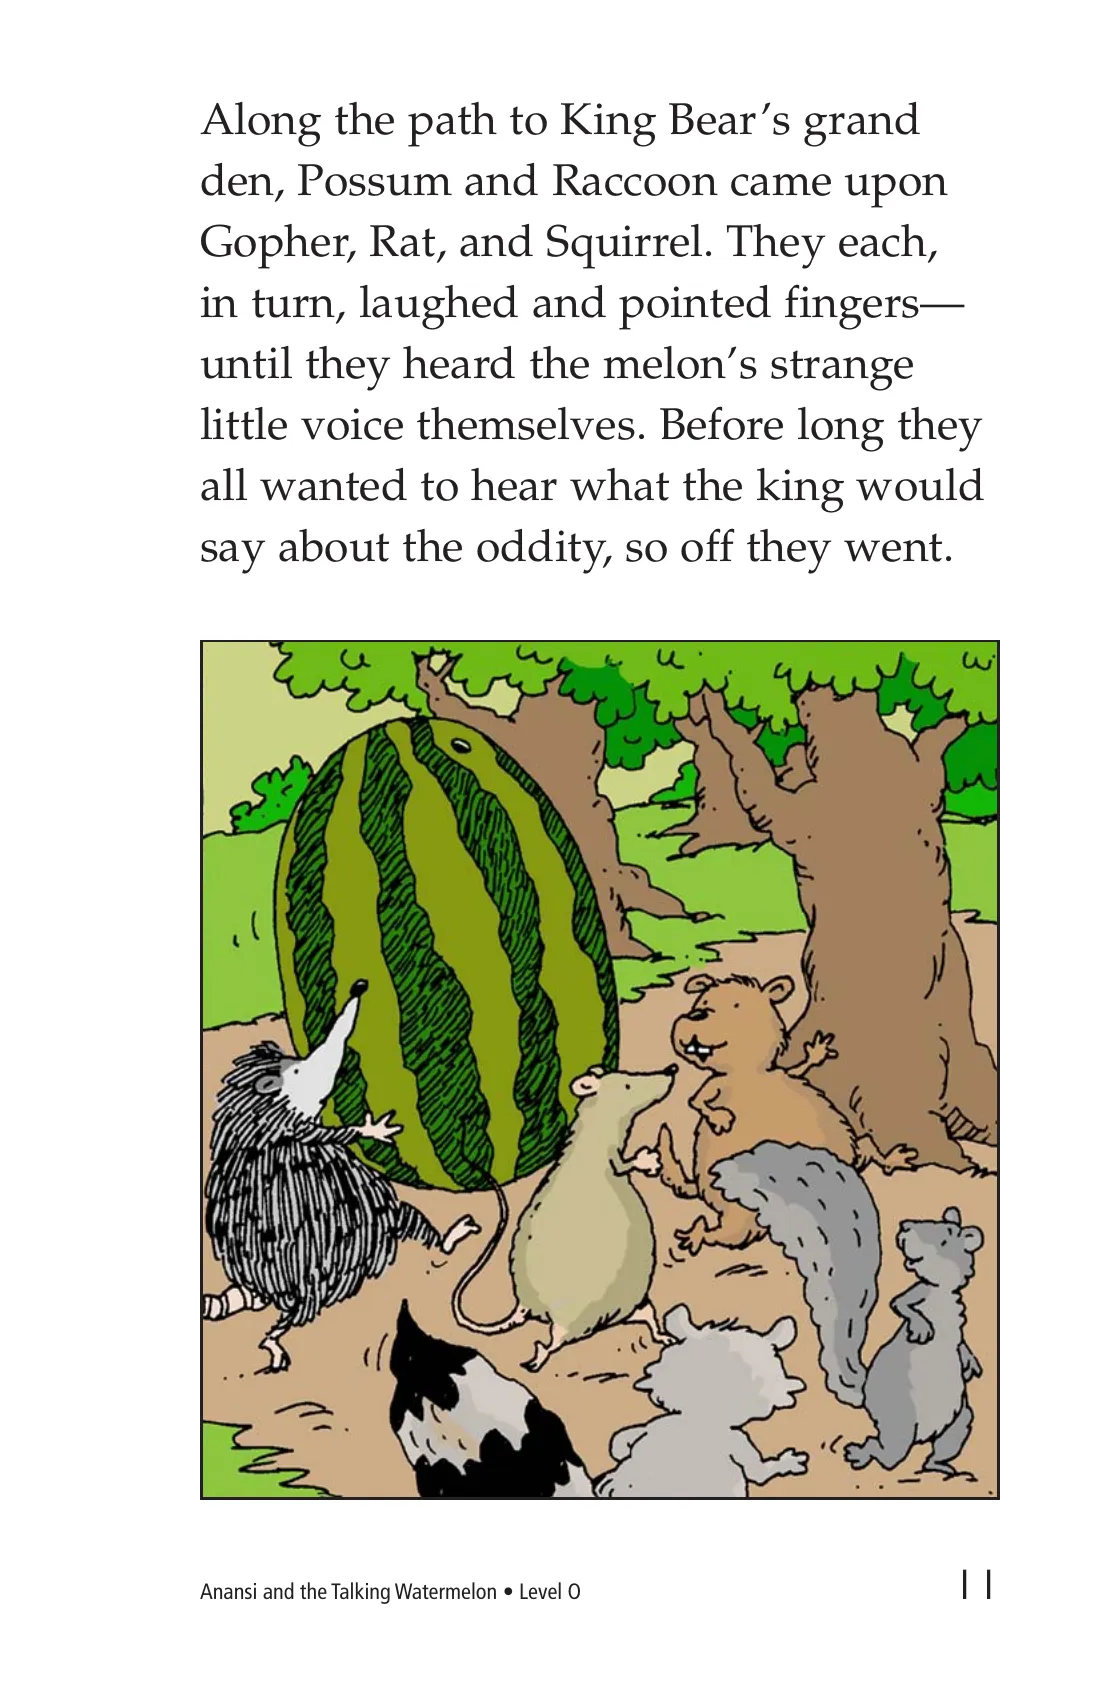 Along the path to King Bear’s grand
den, Possum and Raccoon came upon
Gopher, Rat, and Squirrel. They each,
in turn, laughed and pointed fingers—
until they heard the melon’s strange
little voice themselves. Before long they
all wanted to hear what the king would
say about the oddity, so off they went.
Anansi and the Talking Watermelon • Level O
11